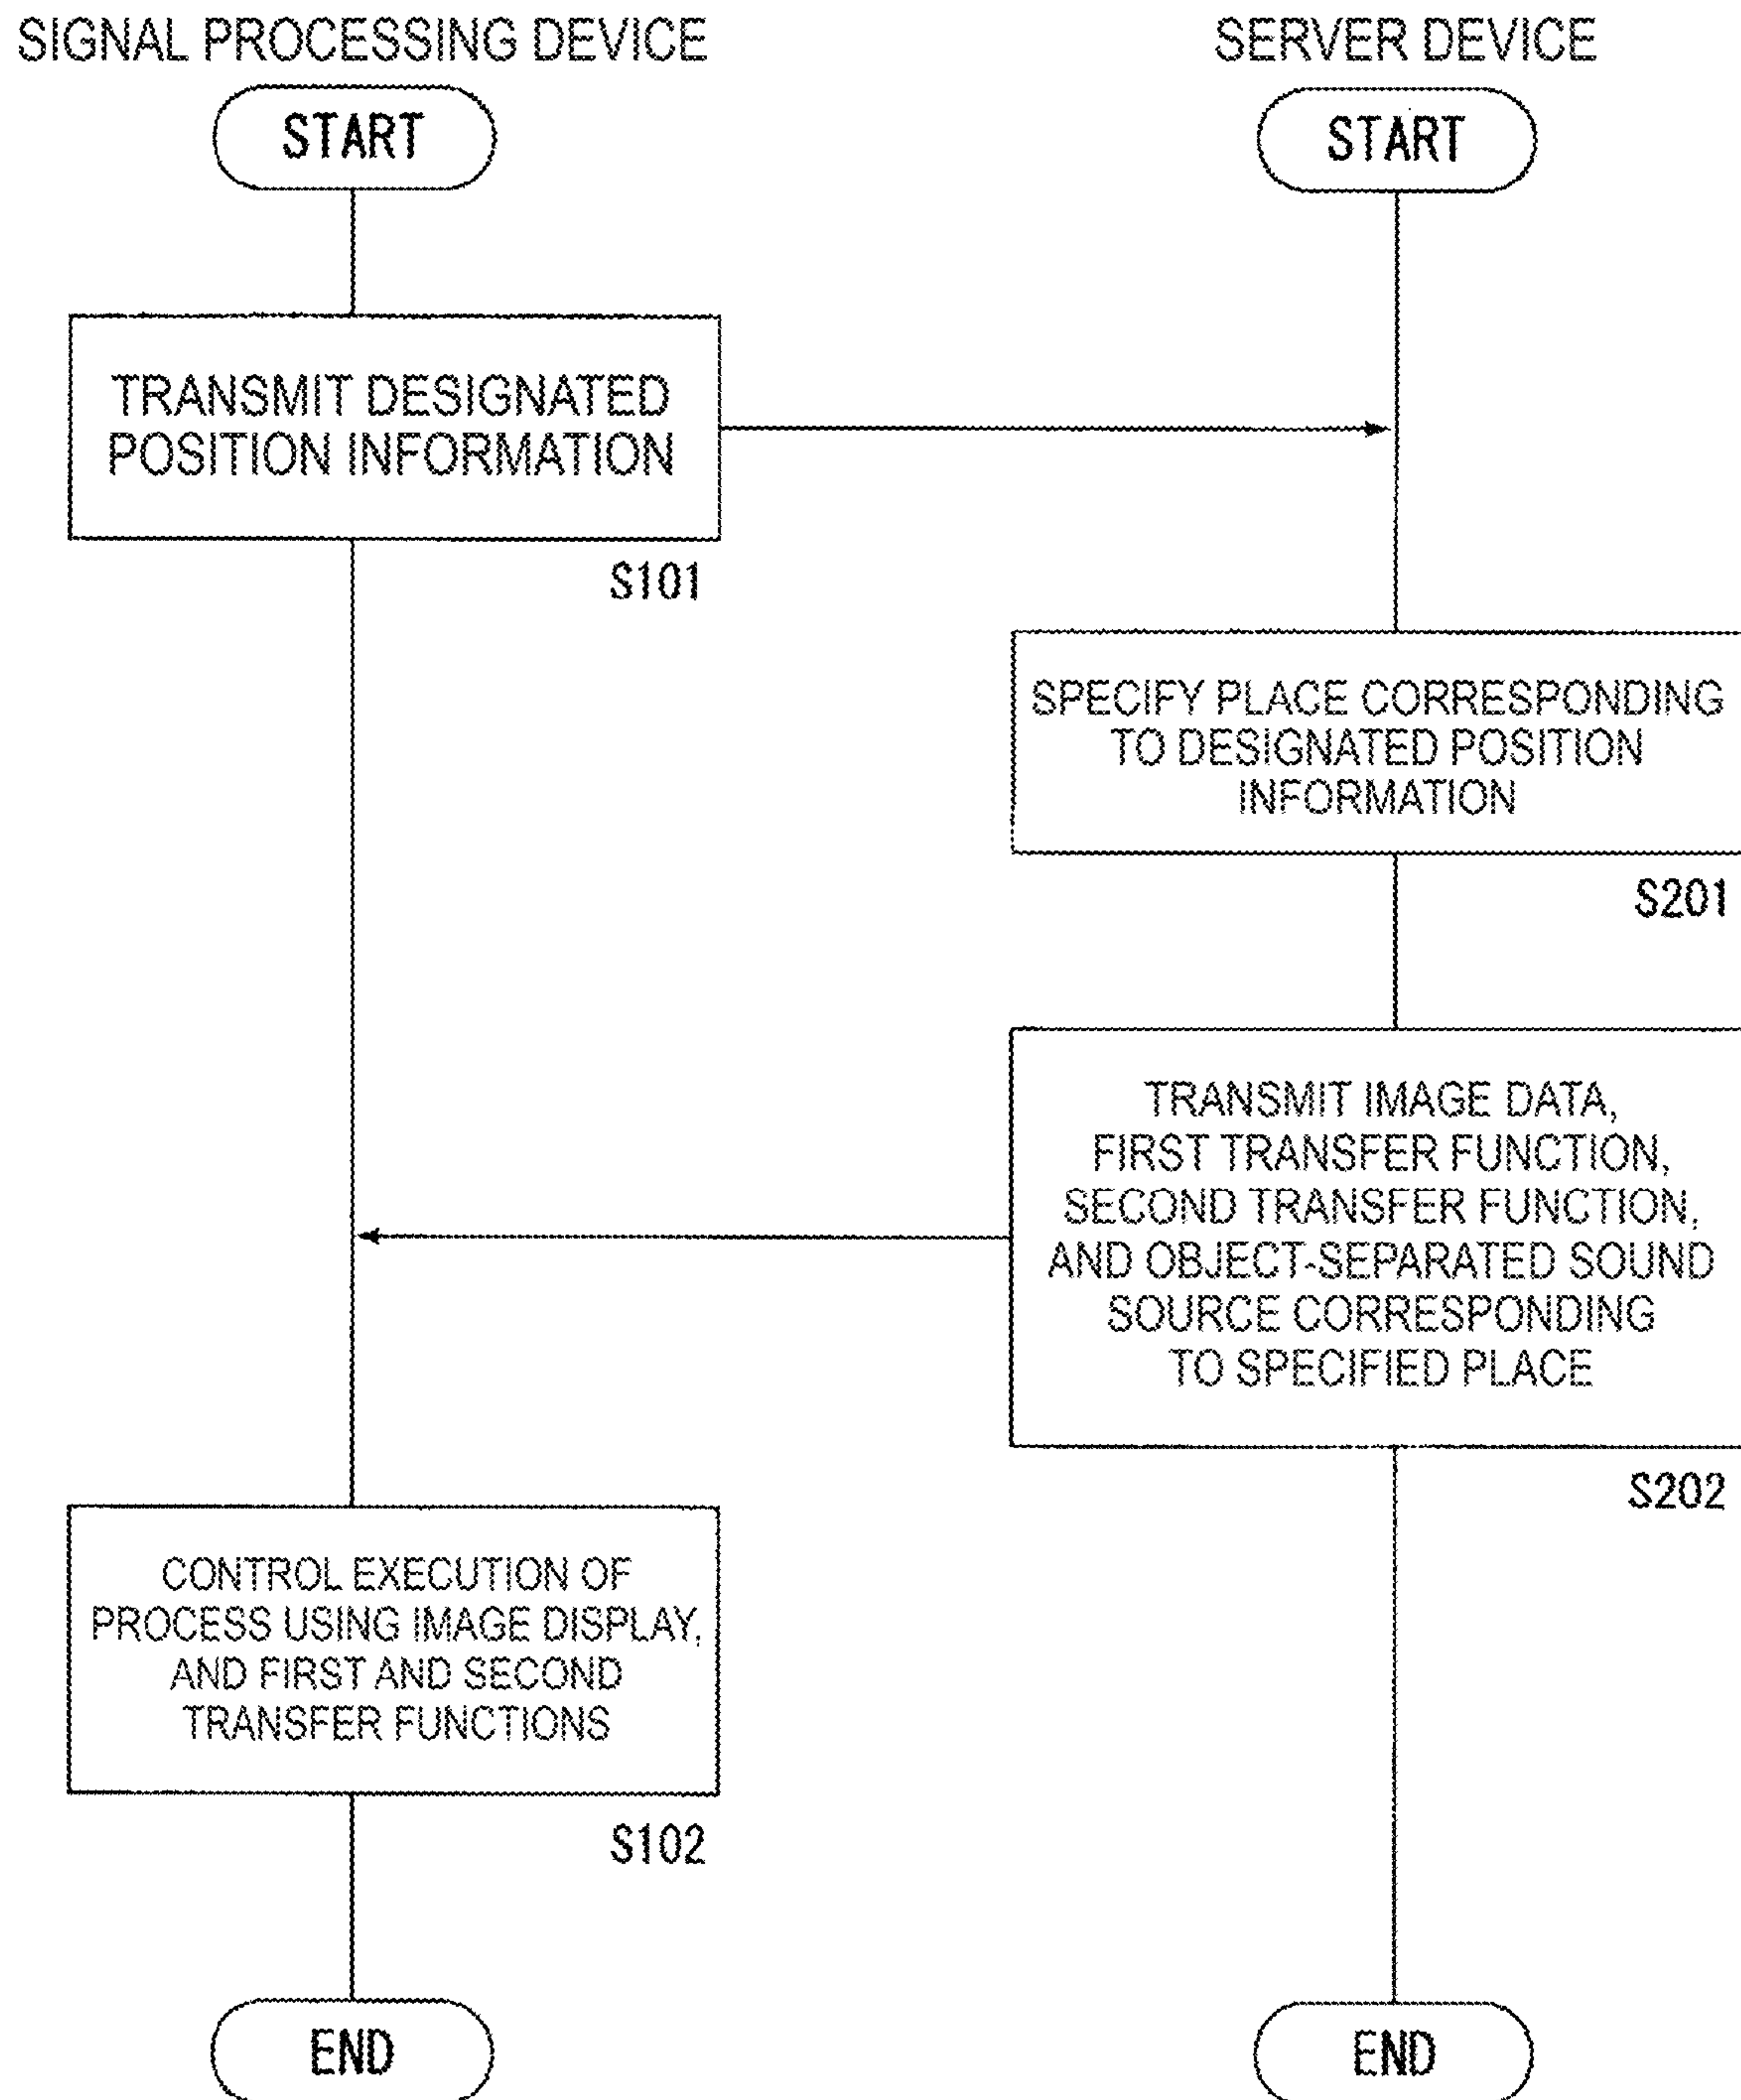 SIGNAL PROCESSING DEVICE
START
TRANSMIT DESIGNATED
POSITION INFORMATION
S101
CONTROL EXECUTION OF
PROCESS USING IMAGE DISPLAY,
AND FIRST AND SECOND
TRANSFER FUNCTIONS
S102
END
SERVER DEVICE
START
SPECIFY PLACE CORRESPONDING
TO DESIGNATED POSITION
INFORMATION
S201
TRANSMIT IMAGE DATA,
FIRST TRANSFER FUNCTION,
SECOND TRANSFER FUNCTION,
AND OBJECT-SEPARATED SOUND
SOURCE CORRESPONDING
TO SPECIFIED PLACE
S202
END